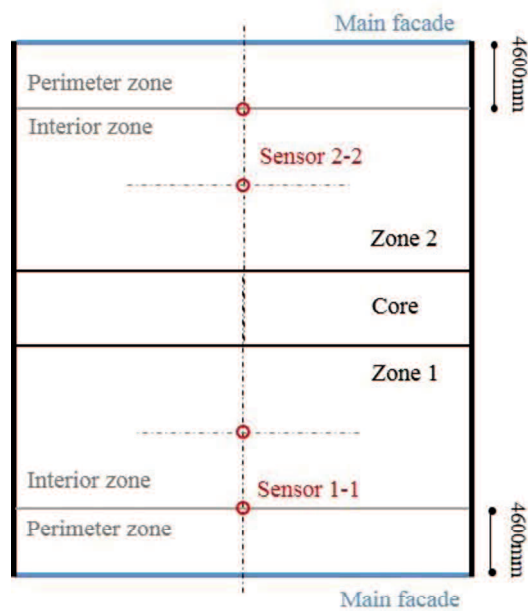 Main facade
4600mm
Perimeter zone
Interior zone
Sensor 2-2
Zone 2
Core
Zone 1
Interior zone
Sensor 1-1
Perimeter zone
4600mm
Main facade